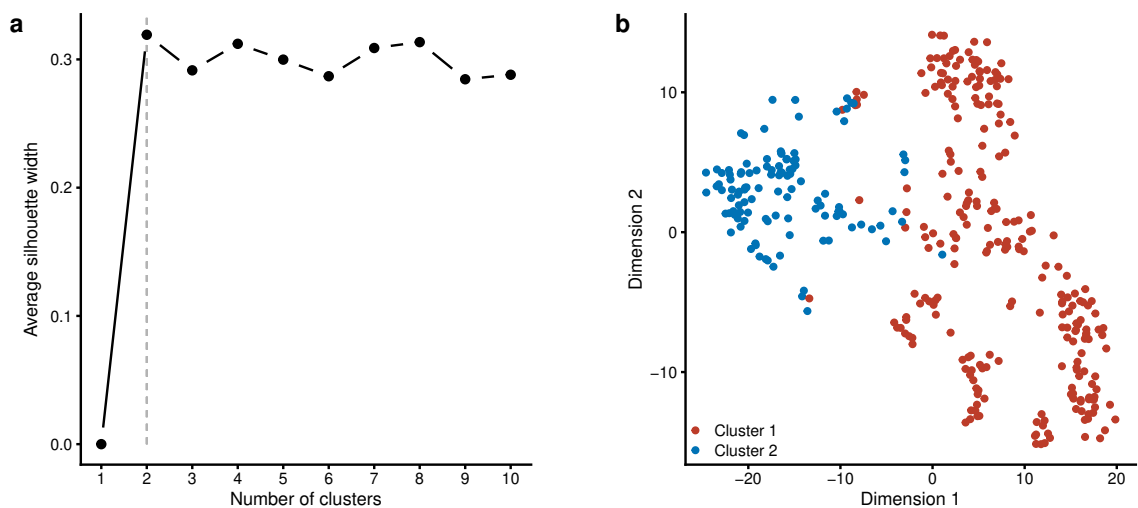 a
Average silhouette width
0.3
0.2
0.1
0.0
1 2 3 4 5 6 7 8 9 10
Number of clusters
b
Dimension 2
10
0
−10
Cluster 1
Cluster 2
−20 −10 0 10 20
Dimension 1